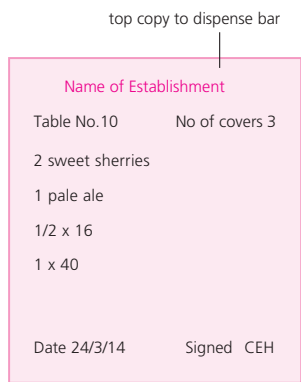 top copy to dispense bar
Name of Establishment
Table No.10 No of covers 3
2 sweet sherries
1 pale ale
1/2 x 16
1 x 40
Date 24/3/14 Signed CEH